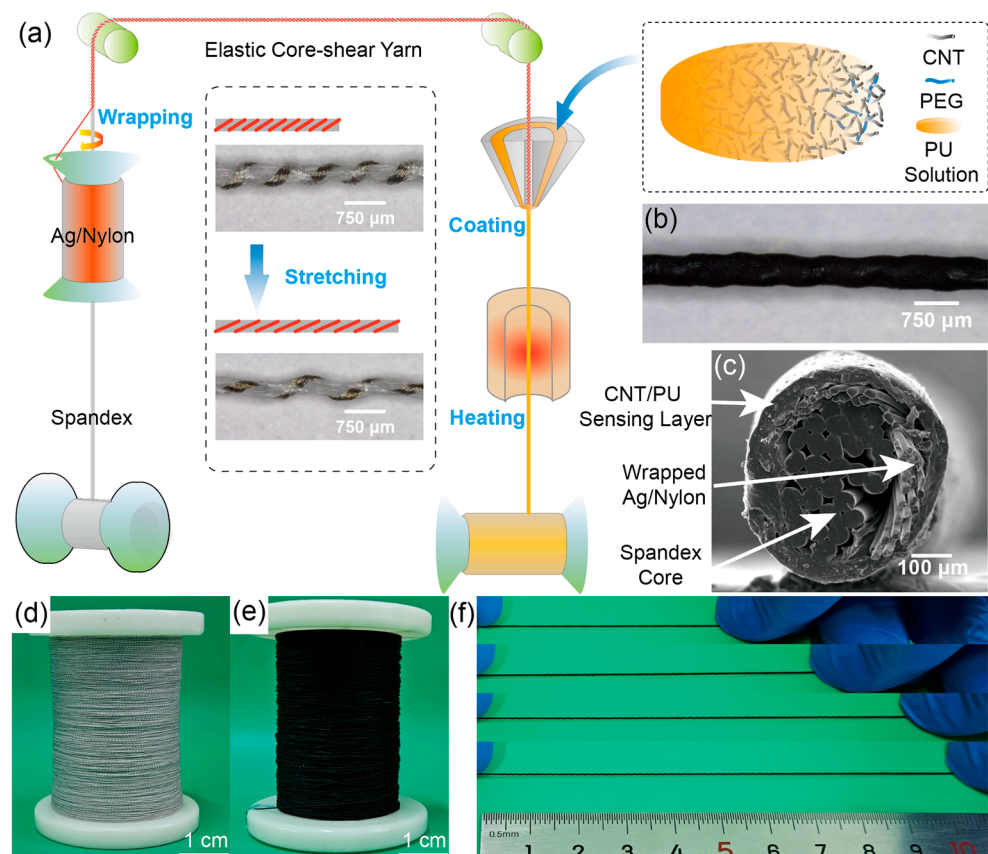 (a)
Elastic Core-shear Yarn
Wrapping
Ag/Nylon
Spandex
750 µm
Stretching
750 µm
Coating
Heating
CNT
PEG
PU
Solution
(b)
750 µm
(c)
CNT/PU
Sensing Layer
Wrapped
Ag/Nylon
Spandex
Core
100 µm
(d)
1 cm
(e)
1 cm
(f)
0.5mm
1 2 3 4 5 6 7 8 9 10